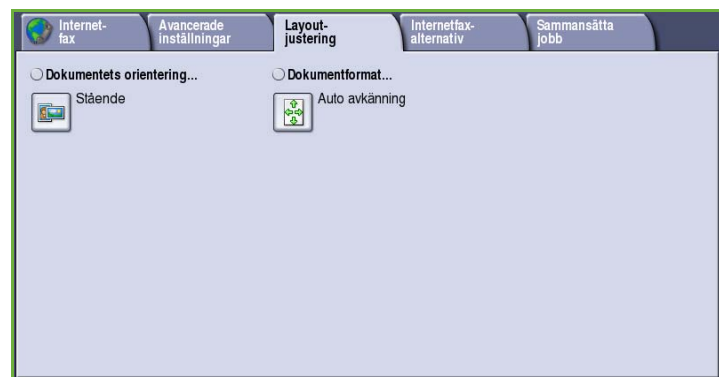 Internet-
fax
Avancerade
inställningar
Layout-
justering
Internetfax-
alternativ
Sammansätta
jobb
Dokumentets orientering...
Stående
Dokumentformat...
Auto avkänning